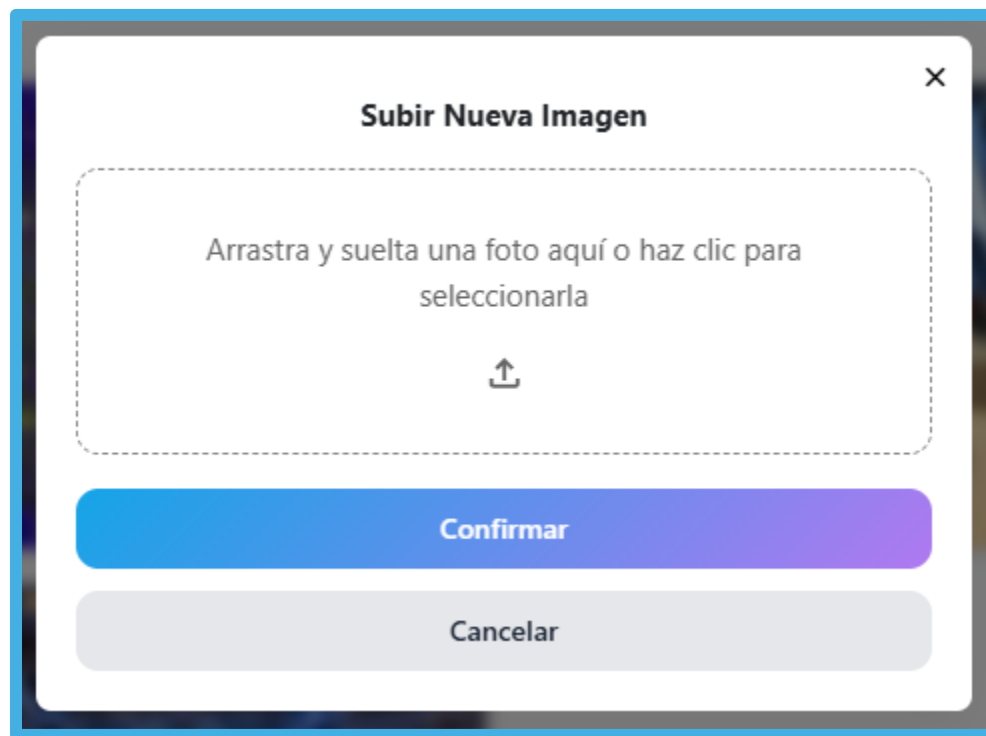 Subir Nueva Imagen
Arrastra y suelta una foto aquí o haz clic para
seleccionarla
Confirmar
Cancelar